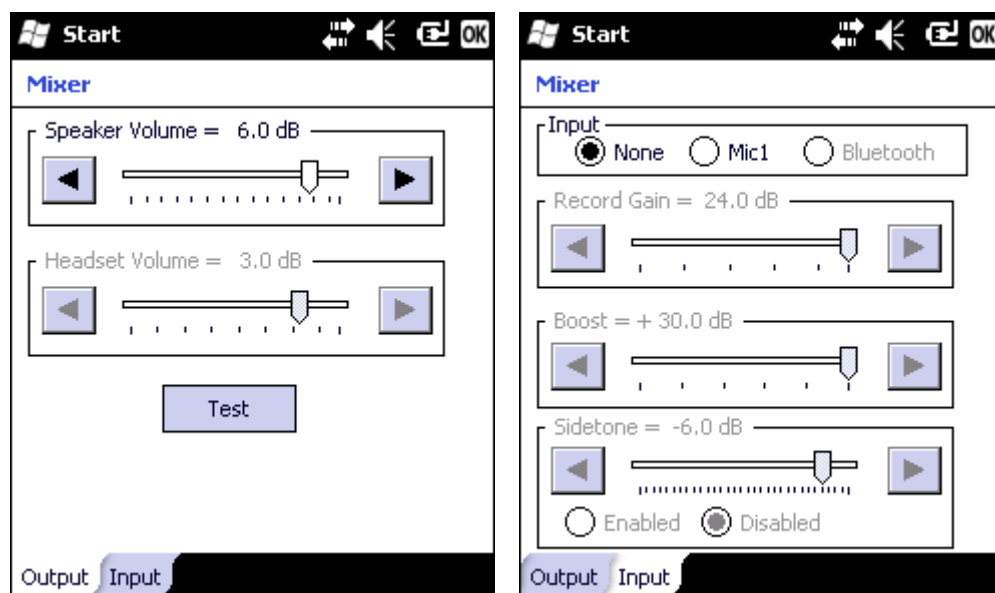 Start
OK
Mixer
Speaker Volume = 6.0 dB
Headset Volume = 3.0 dB
Test
Output Input
Start
OK
Mixer
Input
None Mic1 Bluetooth
Record Gain = 24.0 dB
Boost = + 30.0 dB
Sidetone = -6.0 dB
Enabled Disabled
Output Input